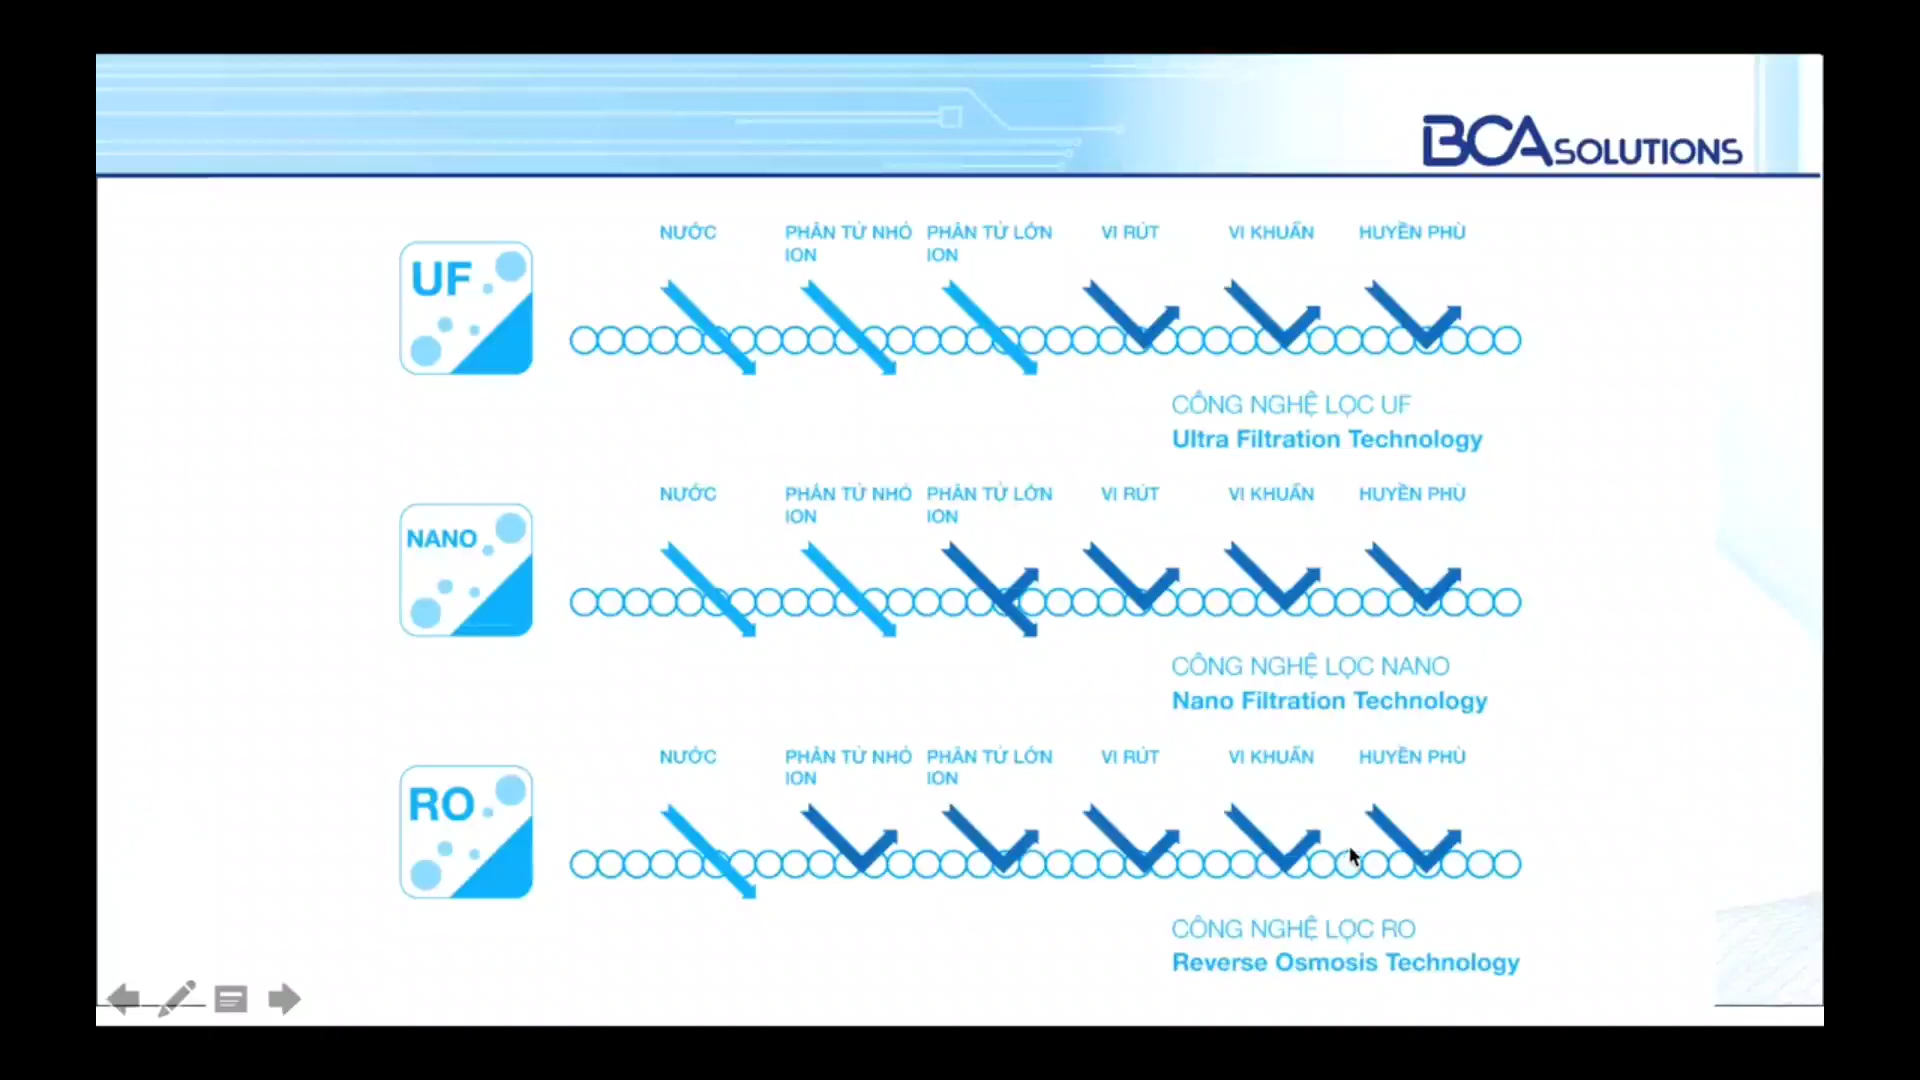 BCA SOLUTIONS
UF
NƯỚC
PHÂN TỬ NHỎ ION
PHÂN TỬ LỚN ION
VI RÚT
VI KHUẨN
HUYỀN PHÙ
CÔNG NGHỆ LỌC UF
Ultra Filtration Technology
NANO
NƯỚC
PHÂN TỬ NHỎ ION
PHÂN TỬ LỚN ION
VI RÚT
VI KHUẨN
HUYỀN PHÙ
CÔNG NGHỆ LỌC NANO
Nano Filtration Technology
RO
NƯỚC
PHÂN TỬ NHỎ ION
PHÂN TỬ LỚN ION
VI RÚT
VI KHUẨN
HUYỀN PHÙ
CÔNG NGHỆ LỌC RO
Reverse Osmosis Technology